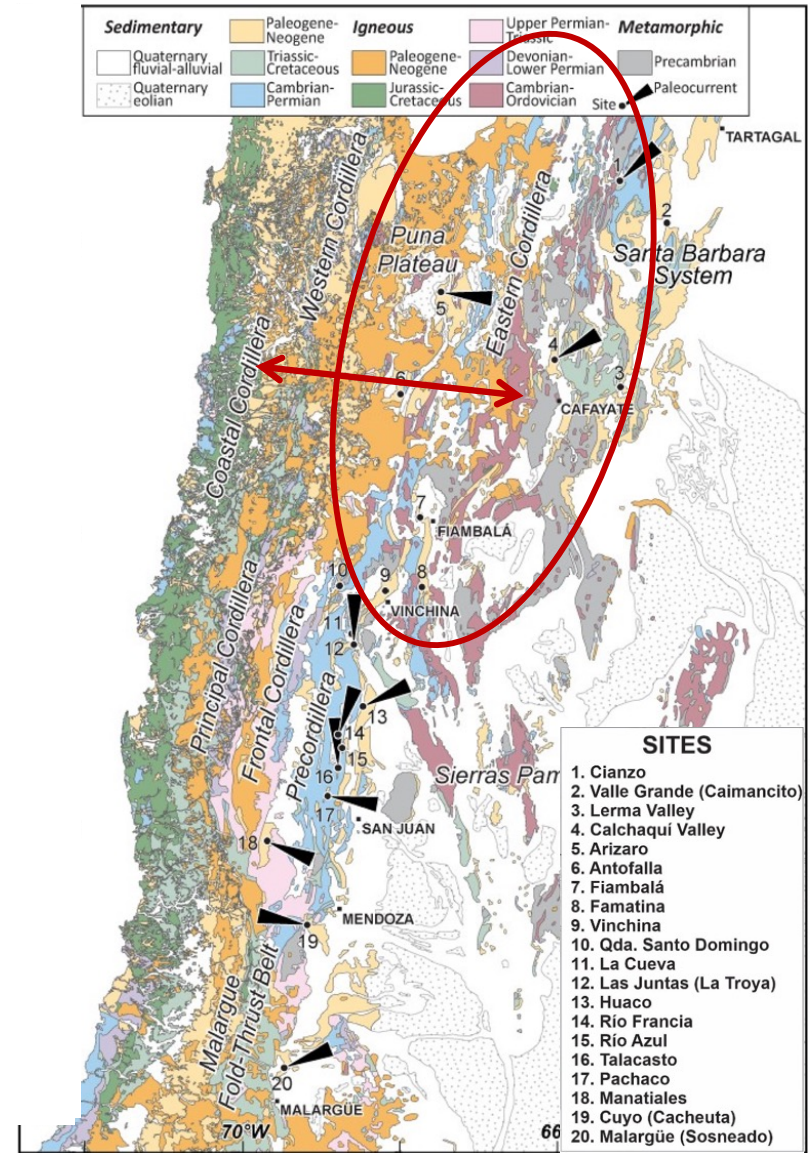 Sedimentary
Quaternary
fluvial-alluvial
Quaternary
eolian
Paleogene-
Neogene
Triassic-
Cretaceous
Cambrian-
Permian
Igneous
Paleogene-
Neogene
Jurassic-
Cretaceous
Upper Permian-
Triassic
Devonian-
Lower Permian
Cambrian-
Ordovician
Metamorphic
Precambrian
Site
Paleocurrent
TARTAGAL
1
2
Western Cordillera
Puna
Plateau
Eastern Cordillera
Santa Barbara
System
5
4
3
6
CAFAYATE
Coastal Cordillera
7
FIAMBALÁ
10
9
8
VINCHINA
11
12
Principal Cordillera
Frontal Cordillera
Precordillera
13
14
15
16
17
Sierras Pam
SAN JUAN
18
MENDOZA
19
Malargue
Fold-Thrust Belt
20
MALARGÜE
70°W
66
SITES
1. Cianzo
2. Valle Grande (Caimancito)
3. Lerma Valley
4. Calchaquí Valley
5. Arizaro
6. Antofalla
7. Fiambalá
8. Famatina
9. Vinchina
10. Qda. Santo Domingo
11. La Cueva
12. Las Juntas (La Troya)
13. Huaco
14. Río Francia
15. Río Azul
16. Talacasto
17. Pachaco
18. Manatiales
19. Cuyo (Cacheuta)
20. Malargüe (Sosneado)